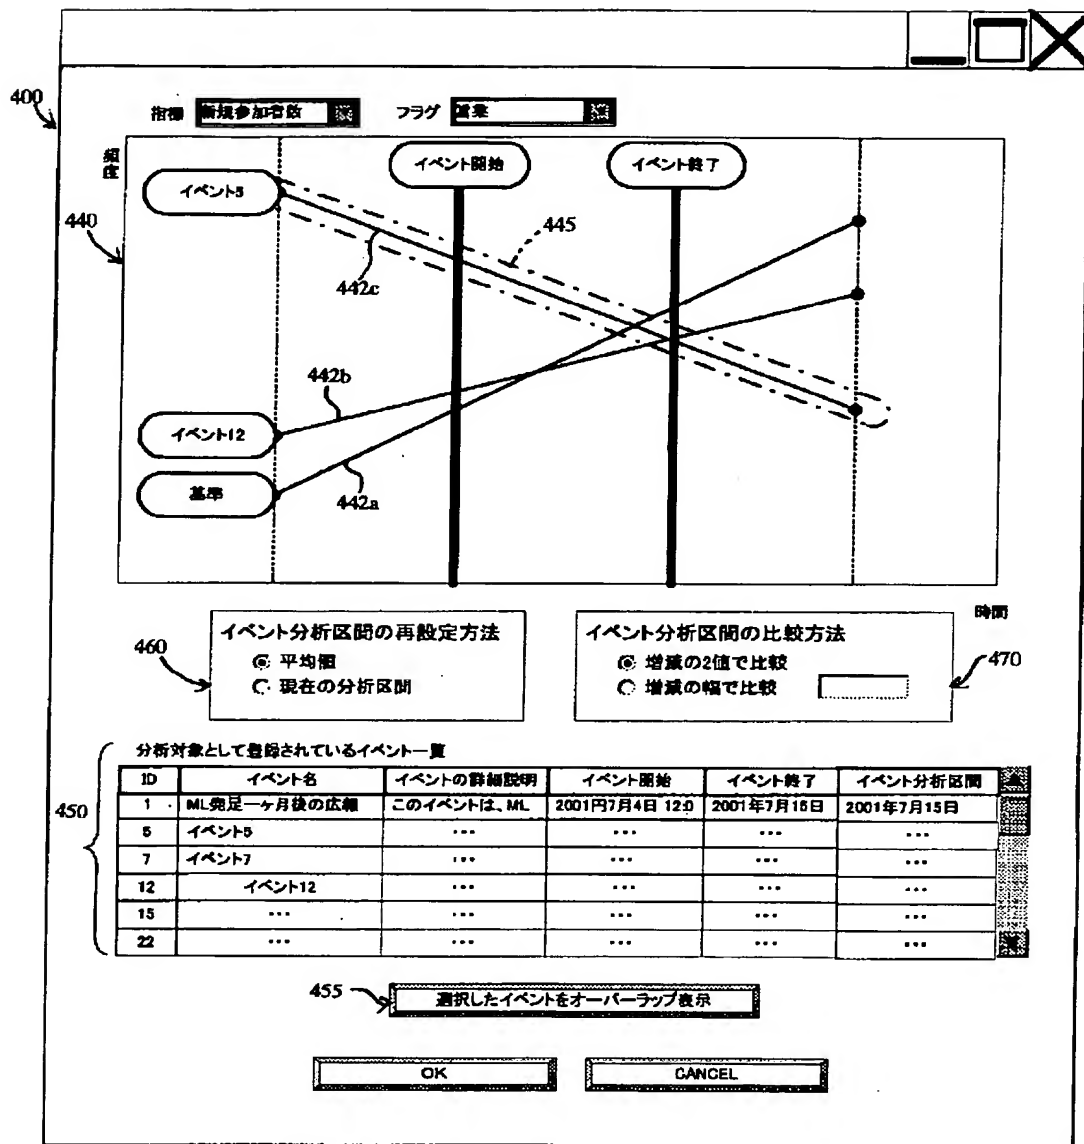 400
指標 新規参加者数 フラグ 営業
頻度
イベント開始
イベント終了
イベント5
440
445
442c
442b
イベント12
基準
442a
時間
460
イベント分析区間の再設定方法
平均値
現在の分析区間
イベント分析区間の比較方法
増減の2値で比較
増減の幅で比較
470
450
分析対象として登録されているイベント一覧
ID イベント名 イベントの詳細説明 イベント開始 イベント終了 イベント分析区間
1 ML発足一ヶ月後の広報 このイベントは、ML 2001円7月4日 12:0 2001年7月15日 2001年7月15日
5 イベント5 ... ... ... ...
7 イベント7 ... ... ... ...
12 イベント12 ... ... ... ...
15 ... ... ... ... ...
22 ... ... ... ... ...
455
選択したイベントをオーバーラップ表示
OK
CANCEL